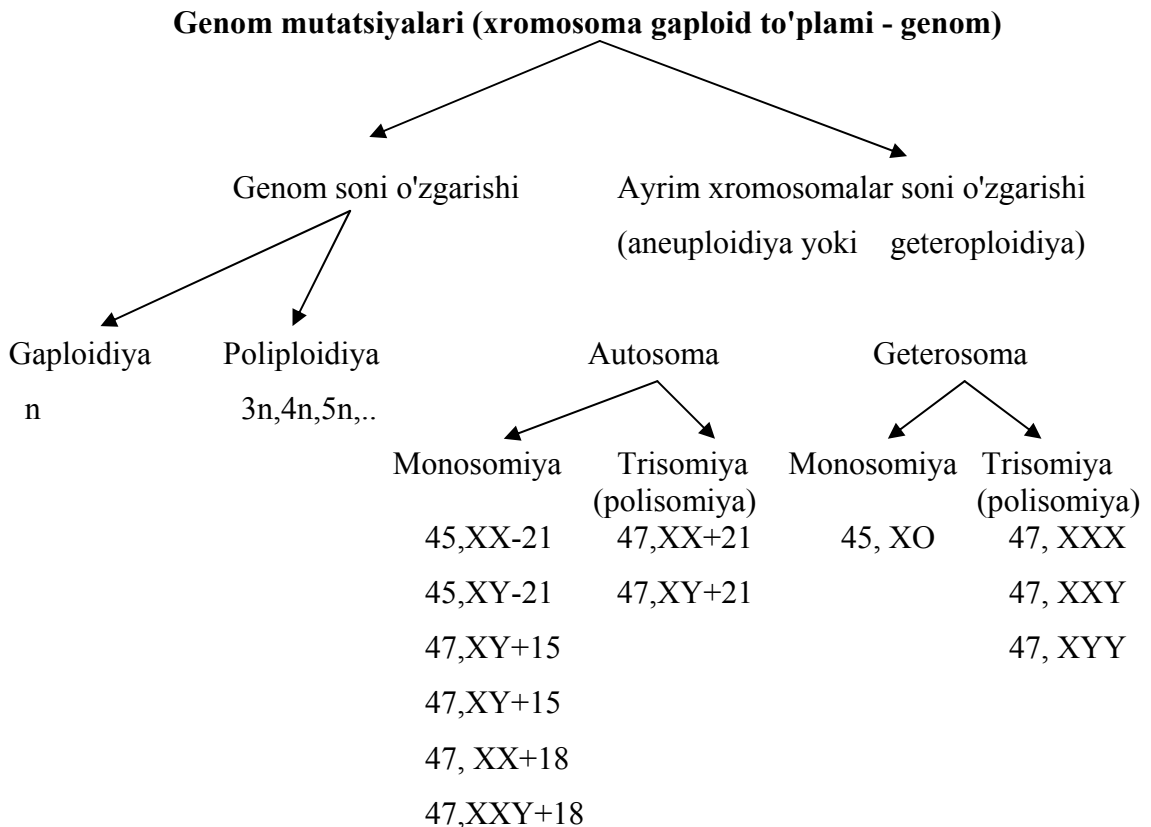 Genom mutatsiyalari (xromosoma gaploid to'plami - genom)
Genom soni o'zgarishi
Ayrim xromosomalar soni o'zgarishi
(aneuploidiya yoki geteroploidiya)
Gaploidiya
n
Poliploidiya
3n,4n,5n,..
Autosoma
Geterosoma
Monosomiya
45,XX-21
45,XY-21
47,XY+15
47,XY+15
47, XX+18
47,XXY+18
Trisomiya
(polisomiya)
47,XX+21
47,XY+21
Monosomiya
45, XO
Trisomiya
(polisomiya)
47, XXX
47, XXY
47, XYY